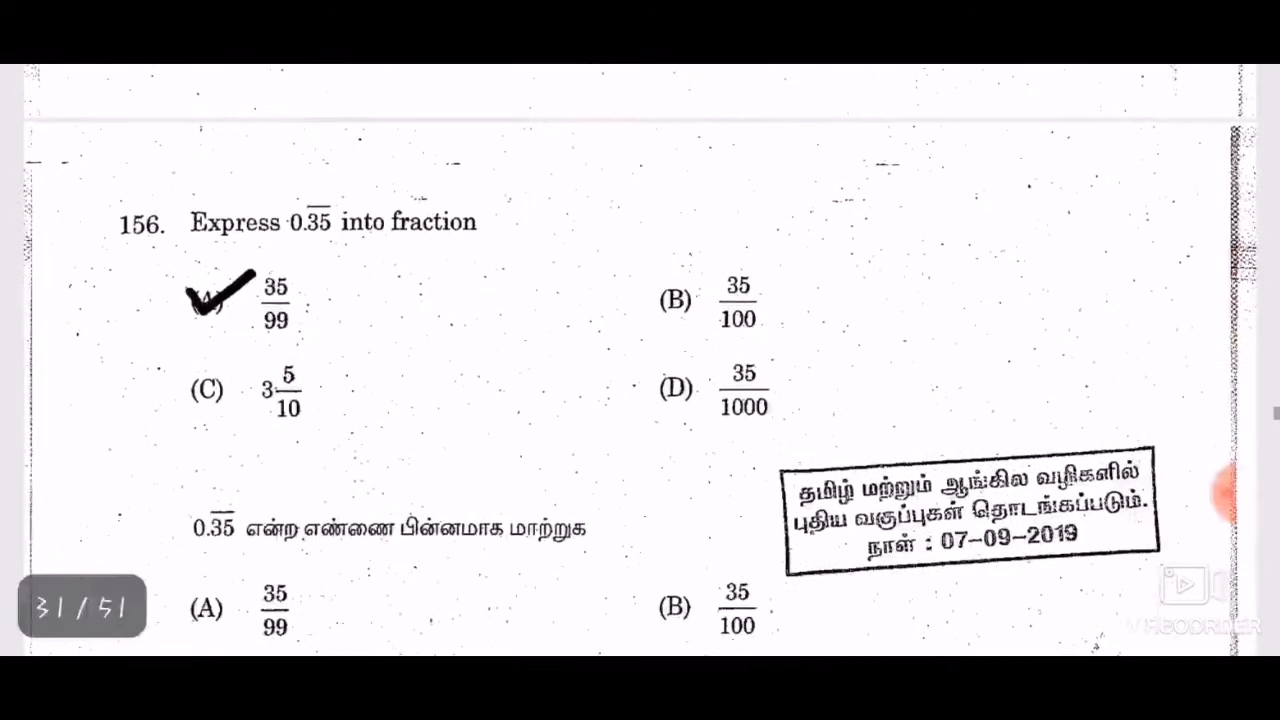 156. Express 0.3̅5̅ into fraction
(A) 35/99 (B) 35/100
(C) 3 5/10 (D) 35/1000
தமிழ் மற்றும் ஆங்கில வழிகளில்
புதிய வகுப்புகள் தொடங்கப்படும்.
நாள் : 07-09-2019
0.3̅5̅ என்ற எண்ணை பின்னமாக மாற்றுக
31 / 51
(A) 35/99 (B) 35/100